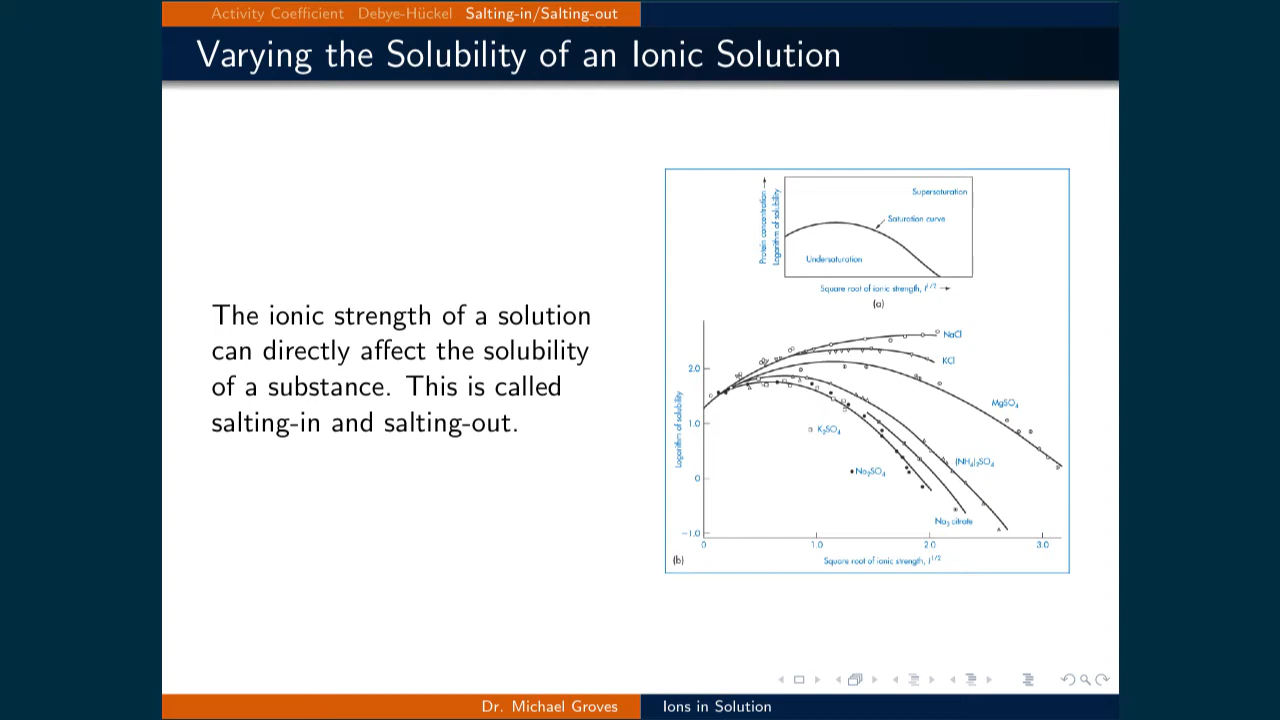 Activity Coefficient Debye-Hückel Salting-in/Salting-out
Varying the Solubility of an Ionic Solution
The ionic strength of a solution
can directly affect the solubility
of a substance. This is called
salting-in and salting-out.
Protein concentration
Logarithm of solubility
Supersaturation
Saturation curve
Undersaturation
Square root of ionic strength, I^1/2
(a)
NaCl
KCl
MgSO₄
K₂SO₄
(NH₄)₂SO₄
Na₂SO₄
Na₃ citrate
Logarithm of solubility
2.0
1.0
0
−1.0
0 1.0 2.0 3.0
(b)
Square root of ionic strength, I^1/2
Dr. Michael Groves Ions in Solution